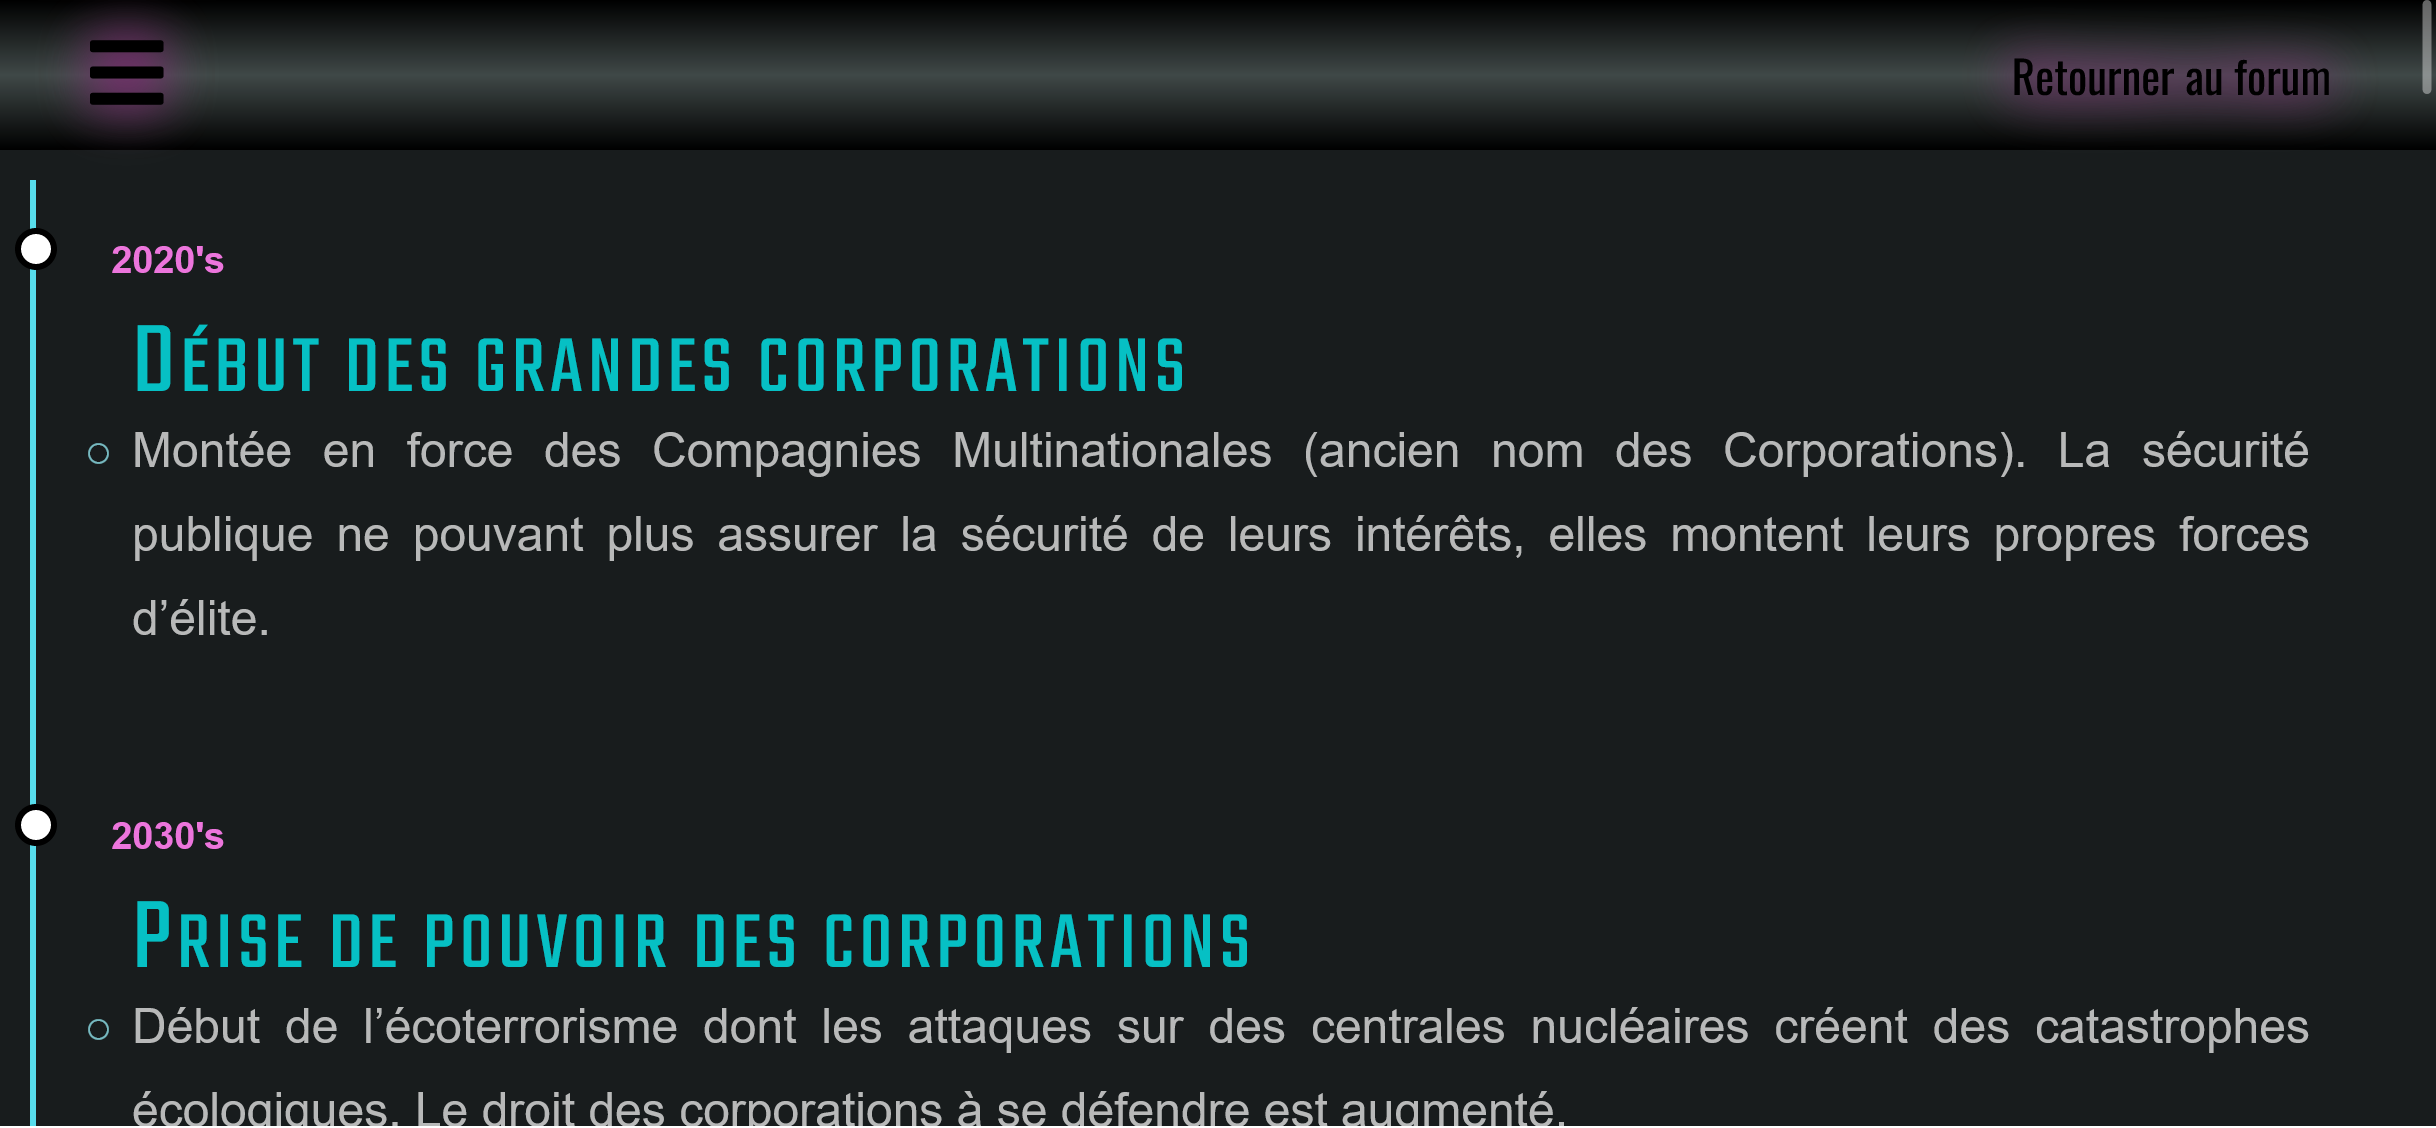 Retourner au forum
2020's
Début des grandes corporations
Montée en force des Compagnies Multinationales (ancien nom des Corporations). La sécurité
publique ne pouvant plus assurer la sécurité de leurs intérêts, elles montent leurs propres forces
d’élite.
2030's
Prise de pouvoir des corporations
Début de l’écoterrorisme dont les attaques sur des centrales nucléaires créent des catastrophes
écologiques. Le droit des corporations à se défendre est augmenté.